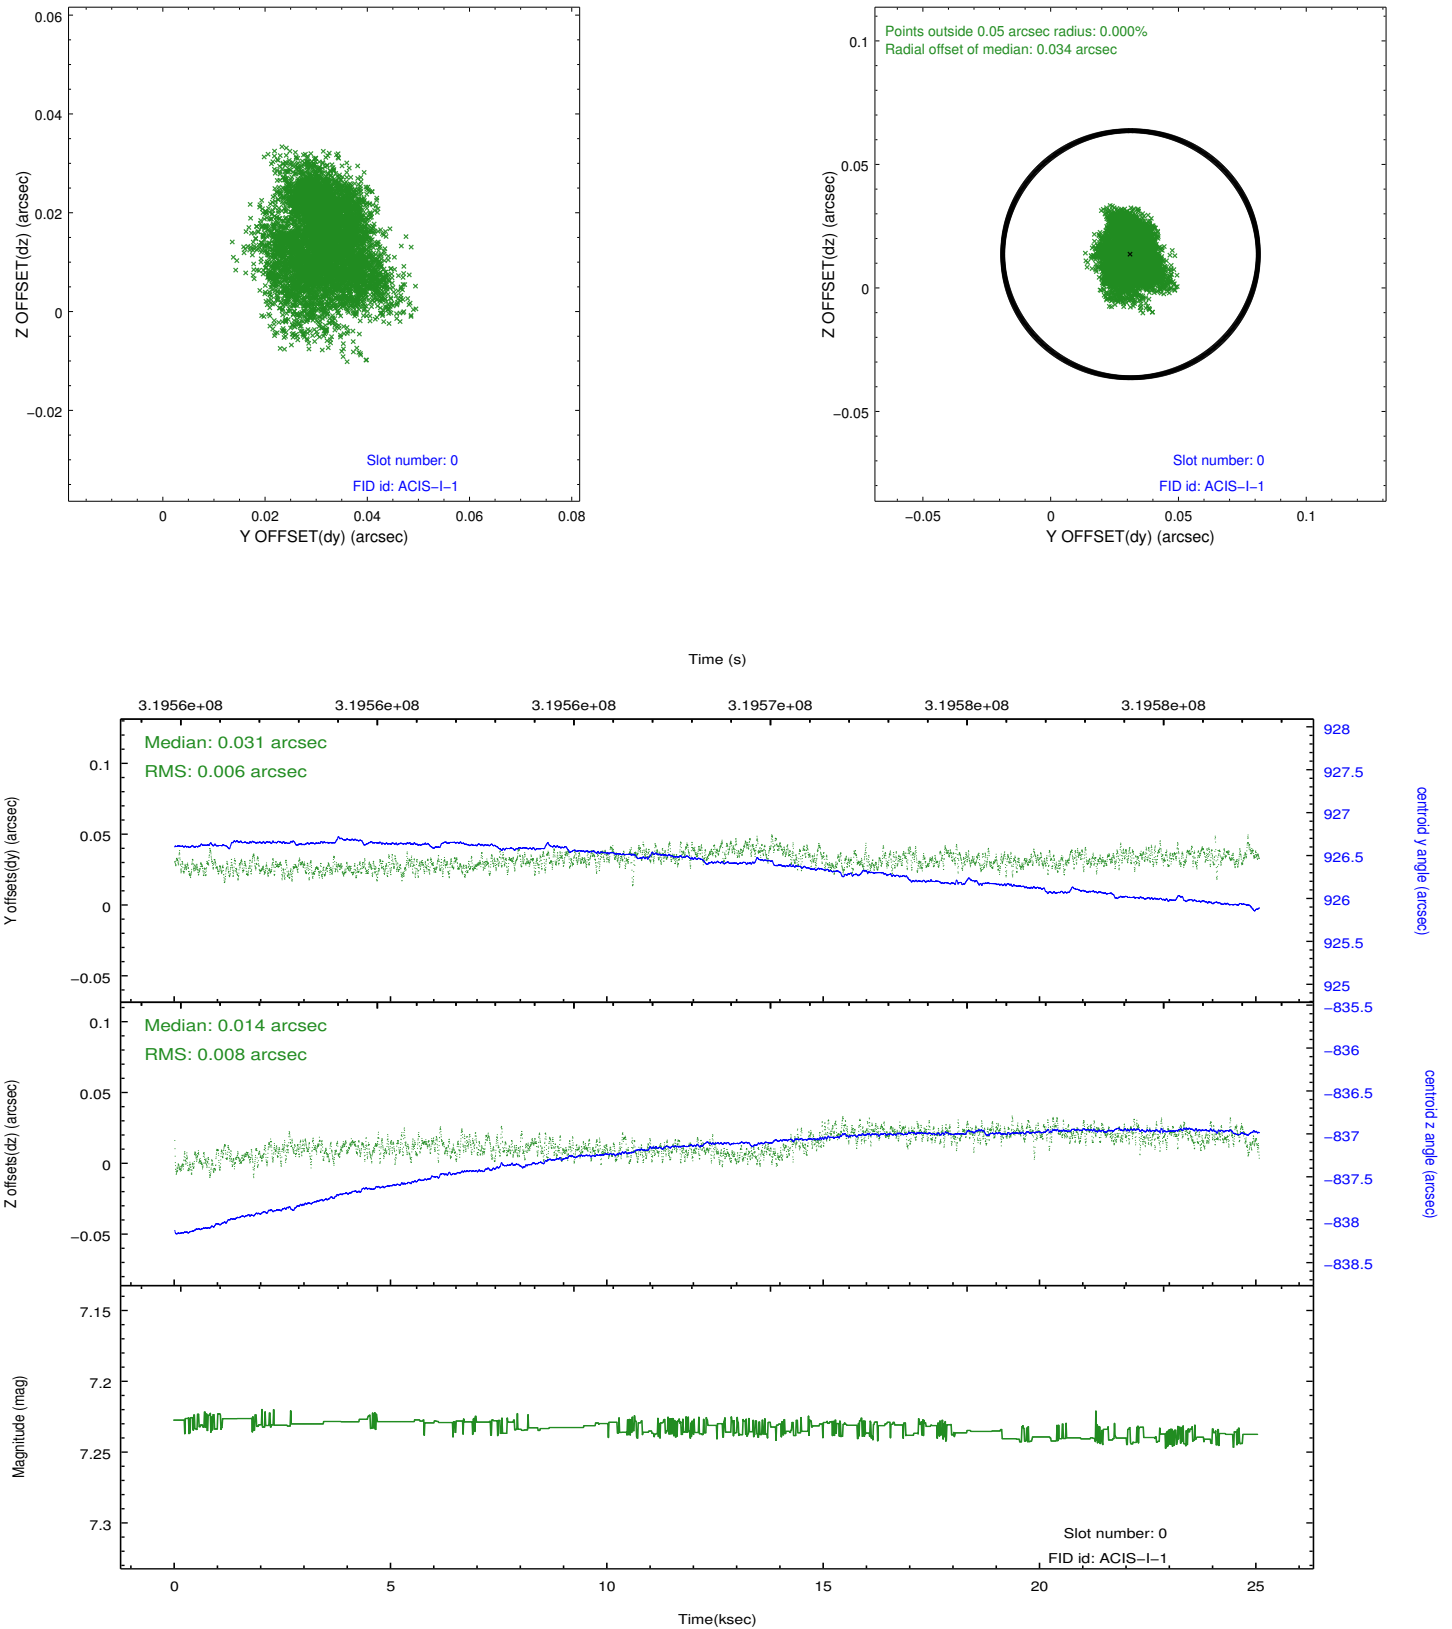 0.06
0.04
0.02
0
−0.02
Z OFFSET(dz) (arcsec)
Slot number: 0
FID id: ACIS−I−1
0
0.02
0.04
0.06
0.08
Y OFFSET(dy) (arcsec)
Points outside 0.05 arcsec radius: 0.000%
Radial offset of median: 0.034 arcsec
0.1
0.05
0
−0.05
Z OFFSET(dz) (arcsec)
Slot number: 0
FID id: ACIS−I−1
−0.05
0
0.05
0.1
Y OFFSET(dy) (arcsec)
Time (s)
3.1956e+08
3.1956e+08
3.1956e+08
3.1957e+08
3.1958e+08
3.1958e+08
Median: 0.031 arcsec
RMS: 0.006 arcsec
0.1
0.05
0
−0.05
Y offsets(dy) (arcsec)
928
927.5
927
926.5
926
925.5
925
centroid y angle (arcsec)
Median: 0.014 arcsec
RMS: 0.008 arcsec
0.1
0.05
0
−0.05
Z offsets(dz) (arcsec)
−835.5
−836
−836.5
−837
−837.5
−838
−838.5
centroid z angle (arcsec)
7.15
7.2
7.25
7.3
Magnitude (mag)
Slot number: 0
FID id: ACIS−I−1
0
5
10
15
20
25
Time(ksec)